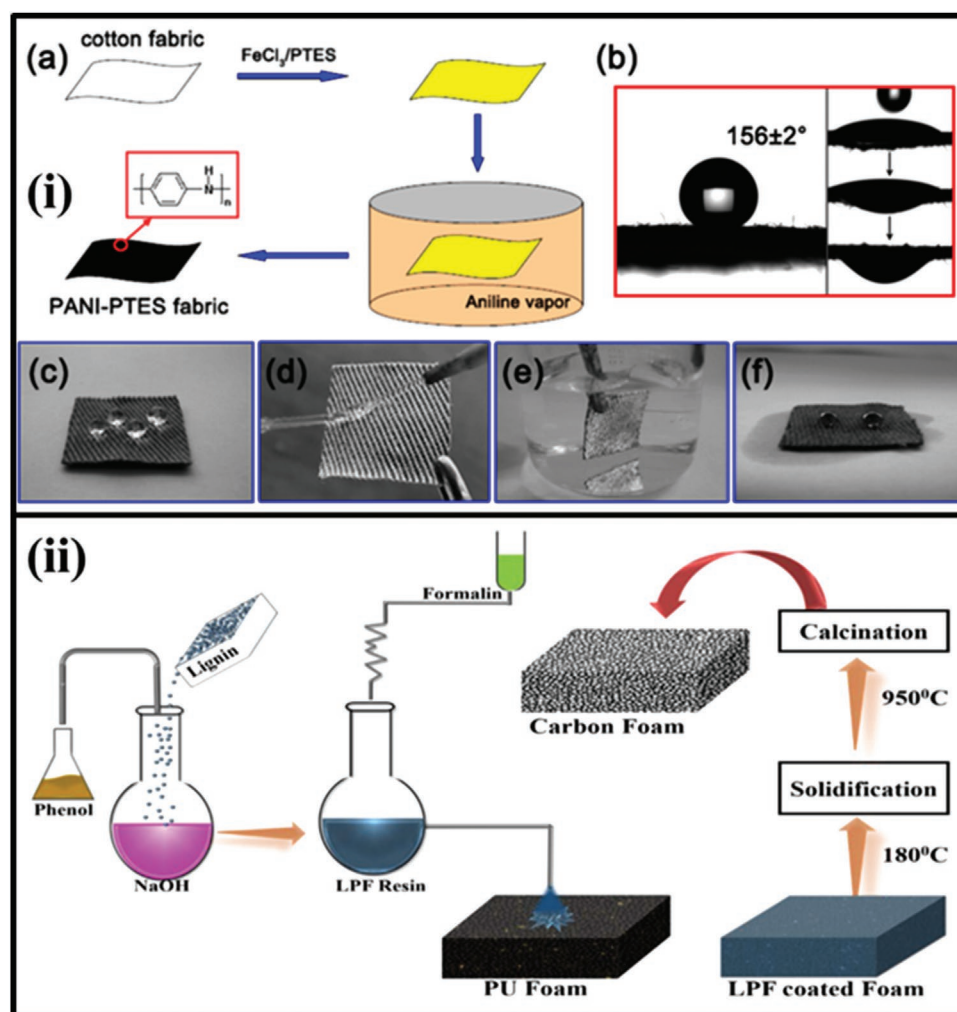 (a)
cotton fabric
FeCl₃/PTES
(b)
156±2°
(i)
H
N
n
PANI-PTES fabric
Aniline vapor
(c)
(d)
(e)
(f)
(ii)
Formalin
Lignin
Phenol
NaOH
LPF Resin
PU Foam
Carbon Foam
Calcination
950⁰C
Solidification
180⁰C
LPF coated Foam